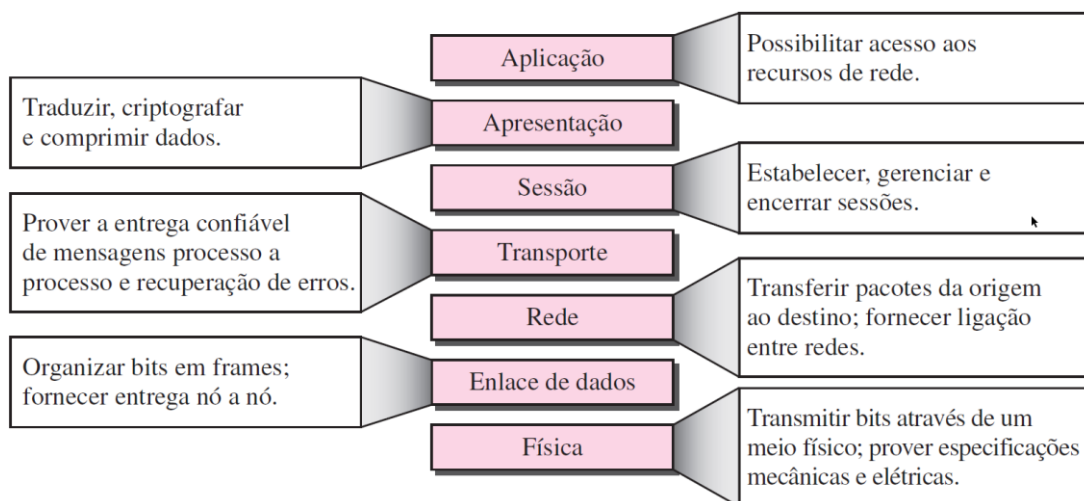 Aplicação
Possibilitar acesso aos
recursos de rede.
Traduzir, criptografar
e comprimir dados.
Apresentação
Sessão
Estabelecer, gerenciar e
encerrar sessões.
Prover a entrega confiável
de mensagens processo a
processo e recuperação de erros.
Transporte
Rede
Transferir pacotes da origem
ao destino; fornecer ligação
entre redes.
Organizar bits em frames;
fornecer entrega nó a nó.
Enlace de dados
Física
Transmitir bits através de um
meio físico; prover especificações
mecânicas e elétricas.